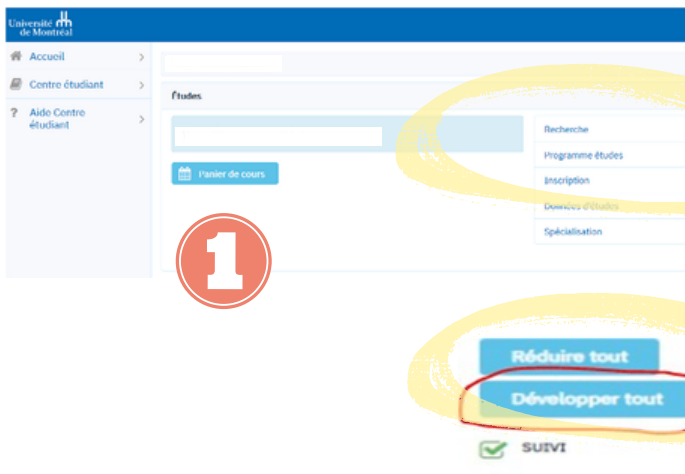 Université
de Montréal
Accueil
Centre étudiant
? Aide Centre
étudiant
Études
Panier de cours
Recherche
Programme études
Inscription
Données d'études
Spécialisation
1
Réduire tout
Développer tout
SUIVI